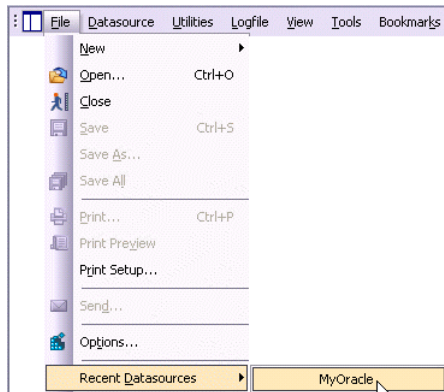 File Datasource Utilities Logfile View Tools Bookmarks
New
Open... Ctrl+O
Close
Save Ctrl+S
Save As...
Save All
Print... Ctrl+P
Print Preview
Print Setup...
Send...
Options...
Recent Datasources MyOracle